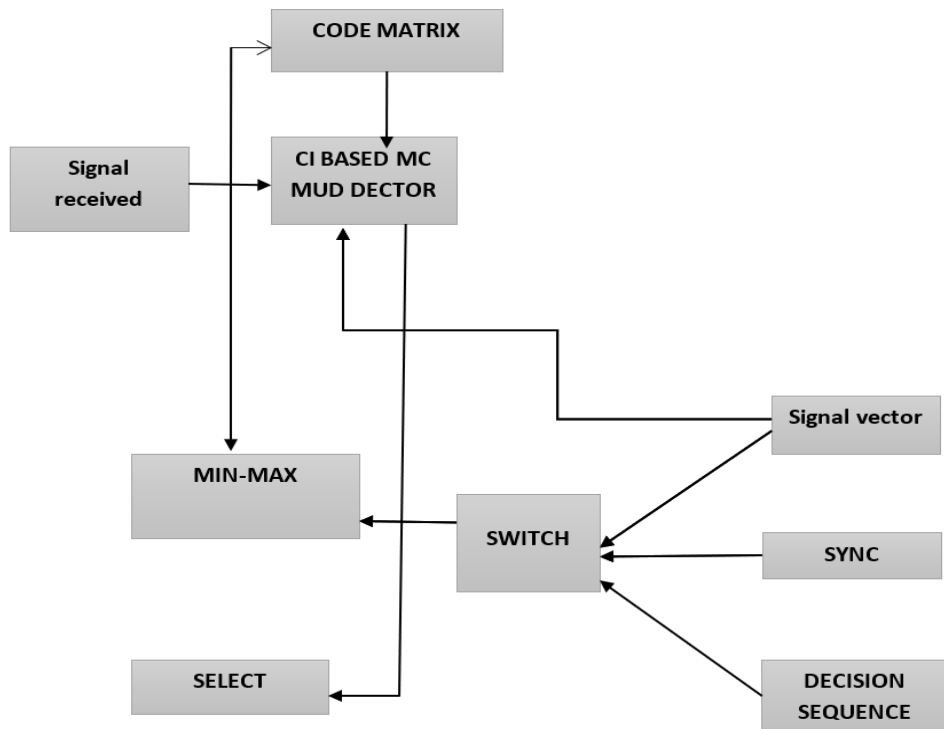 CODE MATRIX
Signal
received
CI BASED MC
MUD DECTOR
Signal vector
MIN-MAX
SWITCH
SYNC
SELECT
DECISION
SEQUENCE